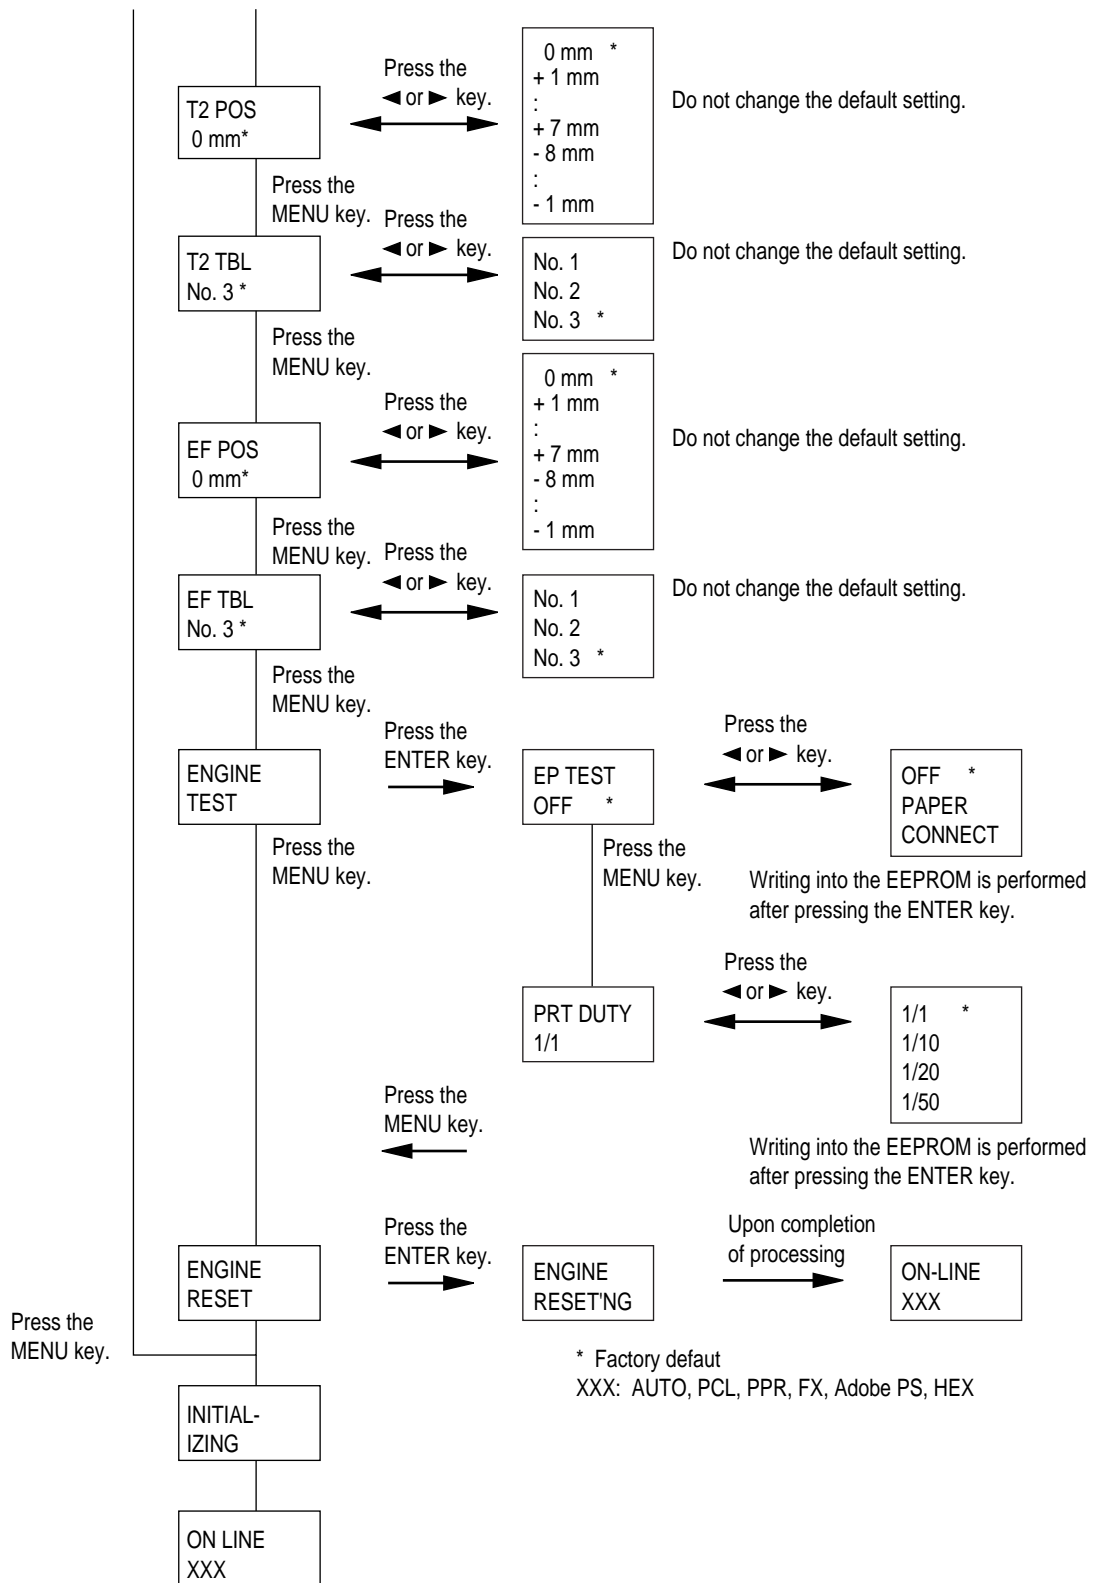 T2 POS
0 mm*
Press the
◄ or ► key.
0 mm *
+ 1 mm
:
+ 7 mm
- 8 mm
:
- 1 mm
Do not change the default setting.
Press the
MENU key.
T2 TBL
No. 3 *
Press the
◄ or ► key.
No. 1
No. 2
No. 3 *
Do not change the default setting.
Press the
MENU key.
EF POS
0 mm*
Press the
◄ or ► key.
0 mm *
+ 1 mm
:
+ 7 mm
- 8 mm
:
- 1 mm
Do not change the default setting.
Press the
MENU key.
EF TBL
No. 3 *
Press the
◄ or ► key.
No. 1
No. 2
No. 3 *
Do not change the default setting.
Press the
MENU key.
ENGINE
TEST
Press the
ENTER key.
EP TEST
OFF *
Press the
◄ or ► key.
OFF *
PAPER
CONNECT
Press the
MENU key.
Press the
MENU key.
Writing into the EEPROM is performed
after pressing the ENTER key.
PRT DUTY
1/1
Press the
◄ or ► key.
1/1 *
1/10
1/20
1/50
Press the
MENU key.
Writing into the EEPROM is performed
after pressing the ENTER key.
ENGINE
RESET
Press the
ENTER key.
ENGINE
RESET'NG
Upon completion
of processing
ON-LINE
XXX
Press the
MENU key.
* Factory defaut
XXX: AUTO, PCL, PPR, FX, Adobe PS, HEX
INITIAL-
IZING
ON LINE
XXX